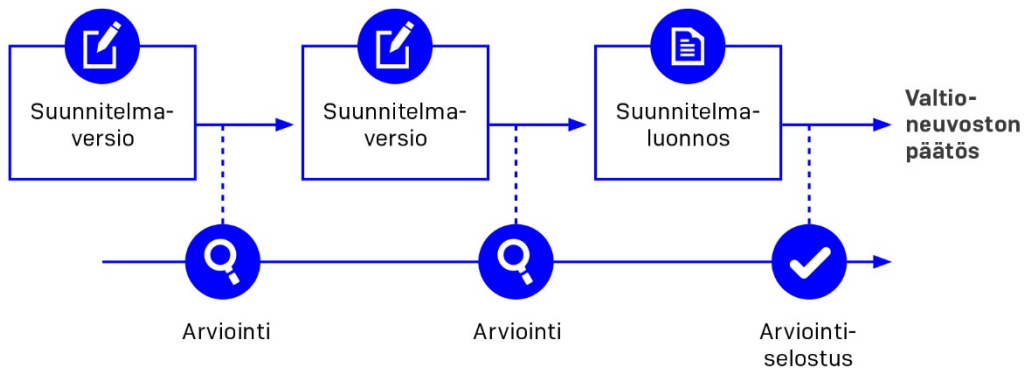 Suunnitelma-
versio
Suunnitelma-
versio
Suunnitelma-
luonnos
Valtio-
neuvoston
päätös
Arviointi
Arviointi
Arviointi-
selostus